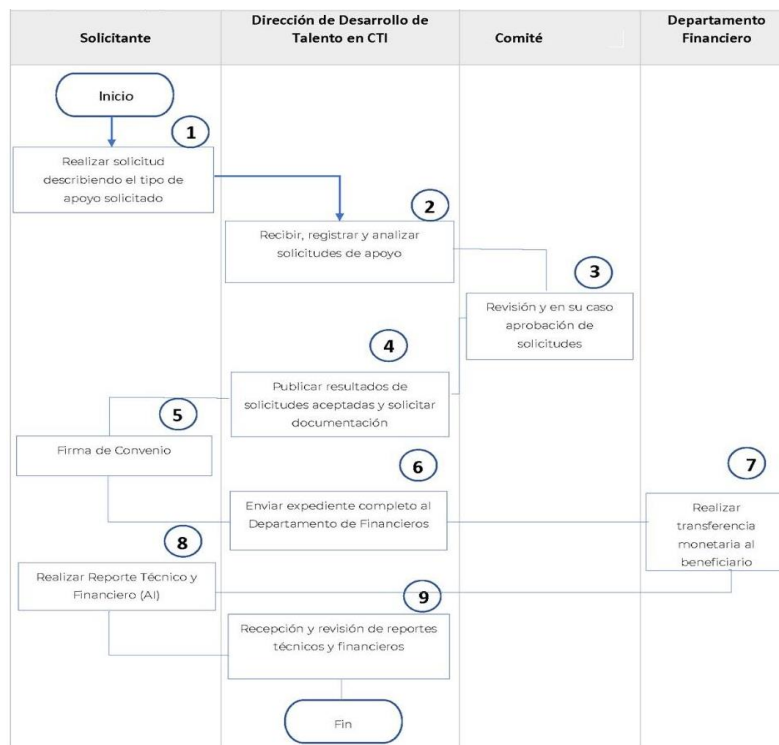 Solicitante
Dirección de Desarrollo de
Talento en CTI
Comité
Departamento
Financiero
Inicio
1
Realizar solicitud
describiendo el tipo de
apoyo solicitado
2
Recibir, registrar y analizar
solicitudes de apoyo
3
Revisión y en su caso
aprobación de
solicitudes
4
Publicar resultados de
solicitudes aceptadas y solicitar
documentación
5
Firma de Convenio
6
Enviar expediente completo al
Departamento de Financieros
7
Realizar
transferencia
monetaria al
beneficiario
8
Realizar Reporte Técnico y
Financiero (AI)
9
Recepción y revisión de reportes
técnicos y financieros
Fin